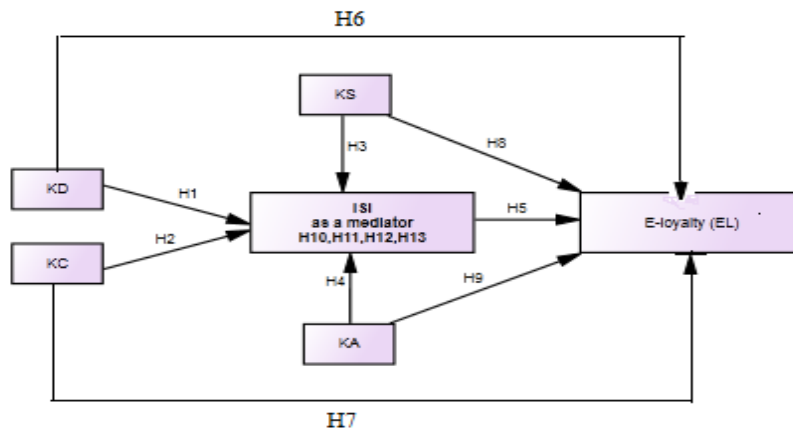 H6
KS
H3
H8
KD
H1
ISI
as a mediator
H10,H11,H12,H13
H5
E-loyalty (EL)
H2
KC
H4
H9
KA
H7